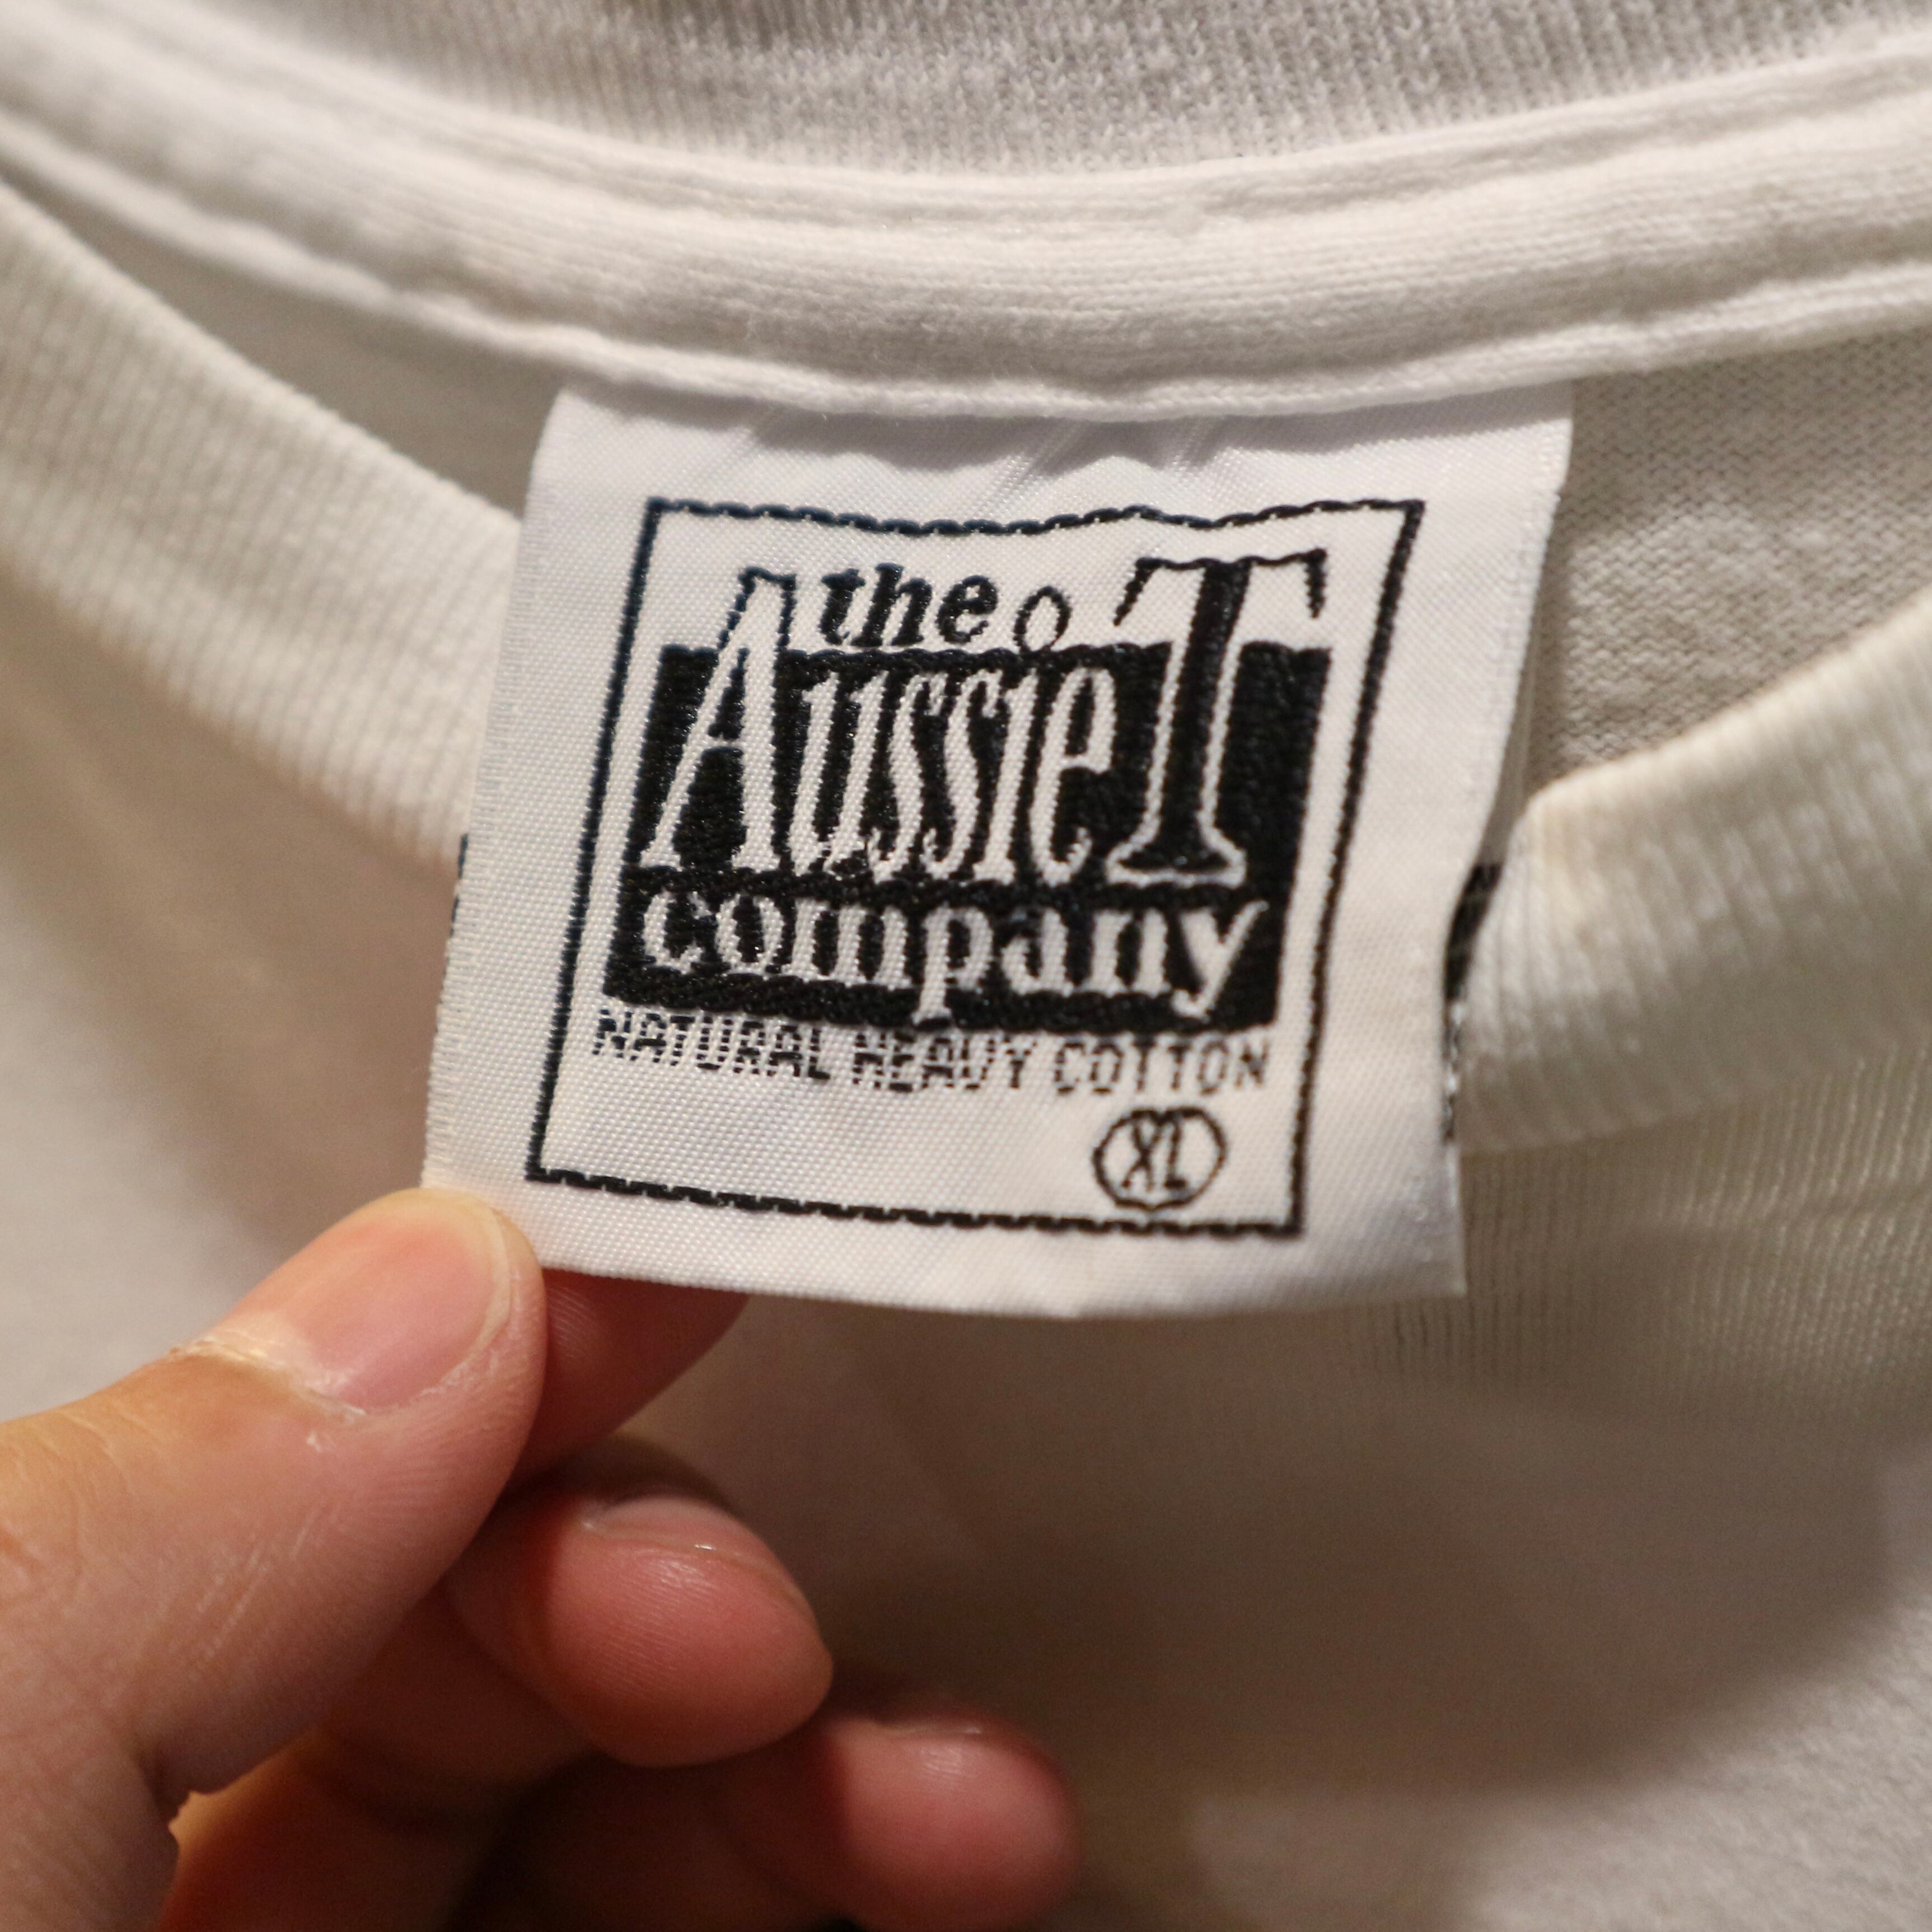 the
Aussie T
company
NATURAL HEAVY COTTON
XL